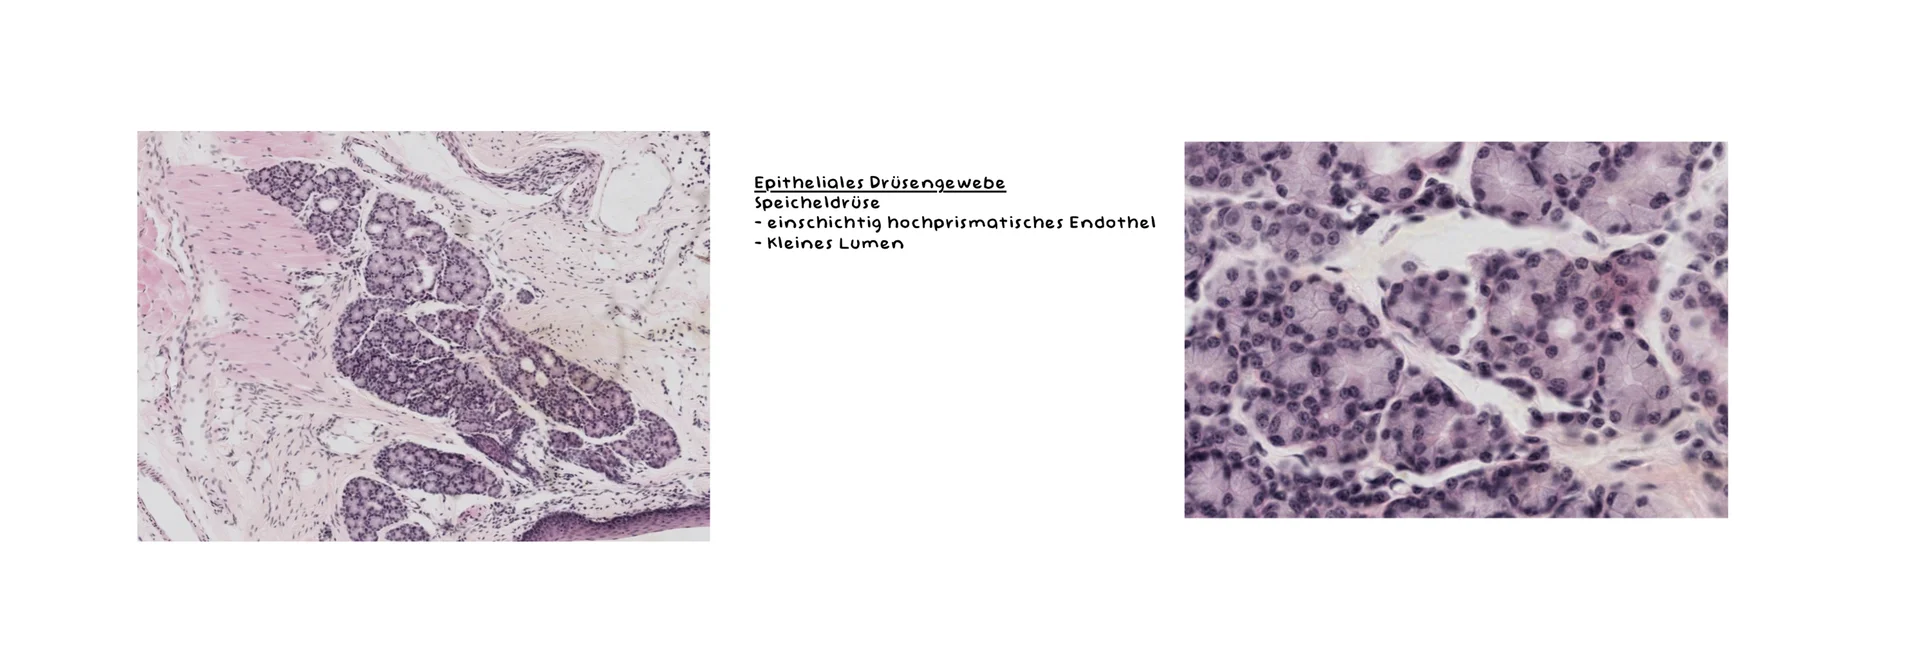 Epitheliales Drüsengewebe
Speicheldrüse
- einschichtig hochprismatisches Endothel
- Kleines Lumen